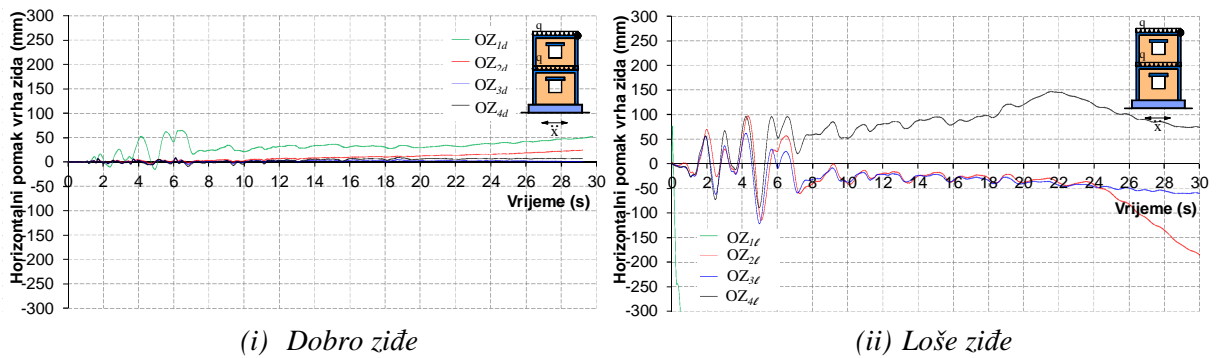 Horizontalni pomak vrha zida (mm)
300
250
200
150
100
50
0
-50
-100
-150
-200
-250
-300
0 2 4 6 8 10 12 14 16 18 20 22 24 26 28 30
Vrijeme (s)
OZ1d
OZ2d
OZ3d
OZ4d
q
q
ẍ
(i) Dobro ziđe
Horizontalni pomak vrha zida (mm)
300
250
200
150
100
50
0
-50
-100
-150
-200
-250
-300
0 2 4 6 8 10 12 14 16 18 20 22 24 26 28 30
Vrijeme (s)
OZ1ℓ
OZ2ℓ
OZ3ℓ
OZ4ℓ
q
q
ẍ
(ii) Loše ziđe